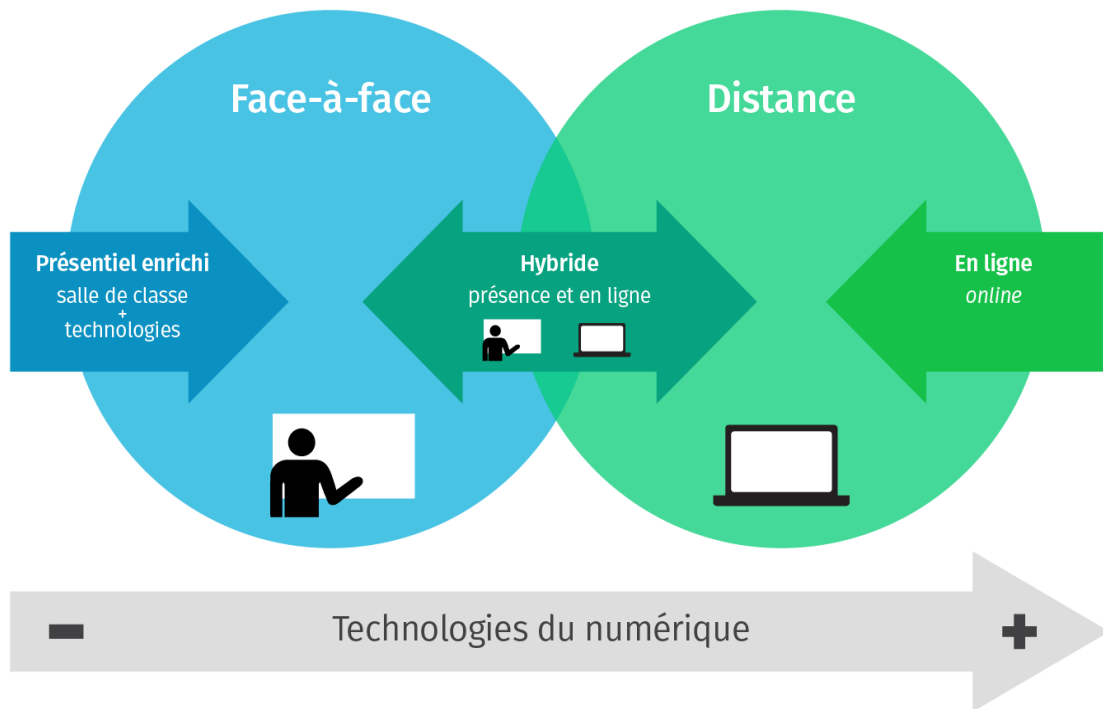 Face-à-face
Distance
Présentiel enrichi
salle de classe
+
technologies
Hybride
présence et en ligne
En ligne
online
- Technologies du numérique +